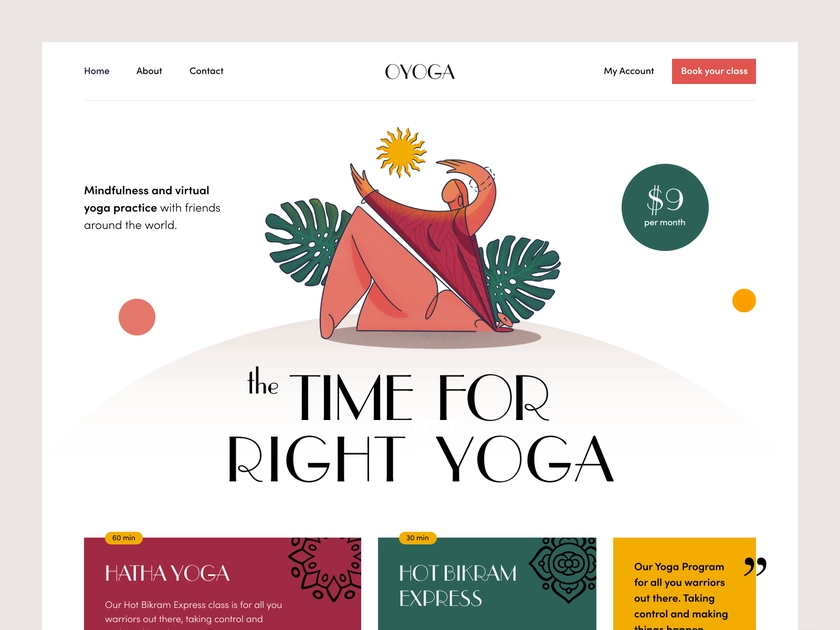 Home About Contact OYOGA My Account Book your class
Mindfulness and virtual
yoga practice with friends
around the world.
$9
per month
the TIME FOR
RIGHT YOGA
60 min
HATHA YOGA
Our Hot Bikram Express class is for all you
warriors out there, taking control and
30 min
HOT BIKRAM
EXPRESS
Our Yoga Program
for all you warriors
out there. Taking
control and making
things happen